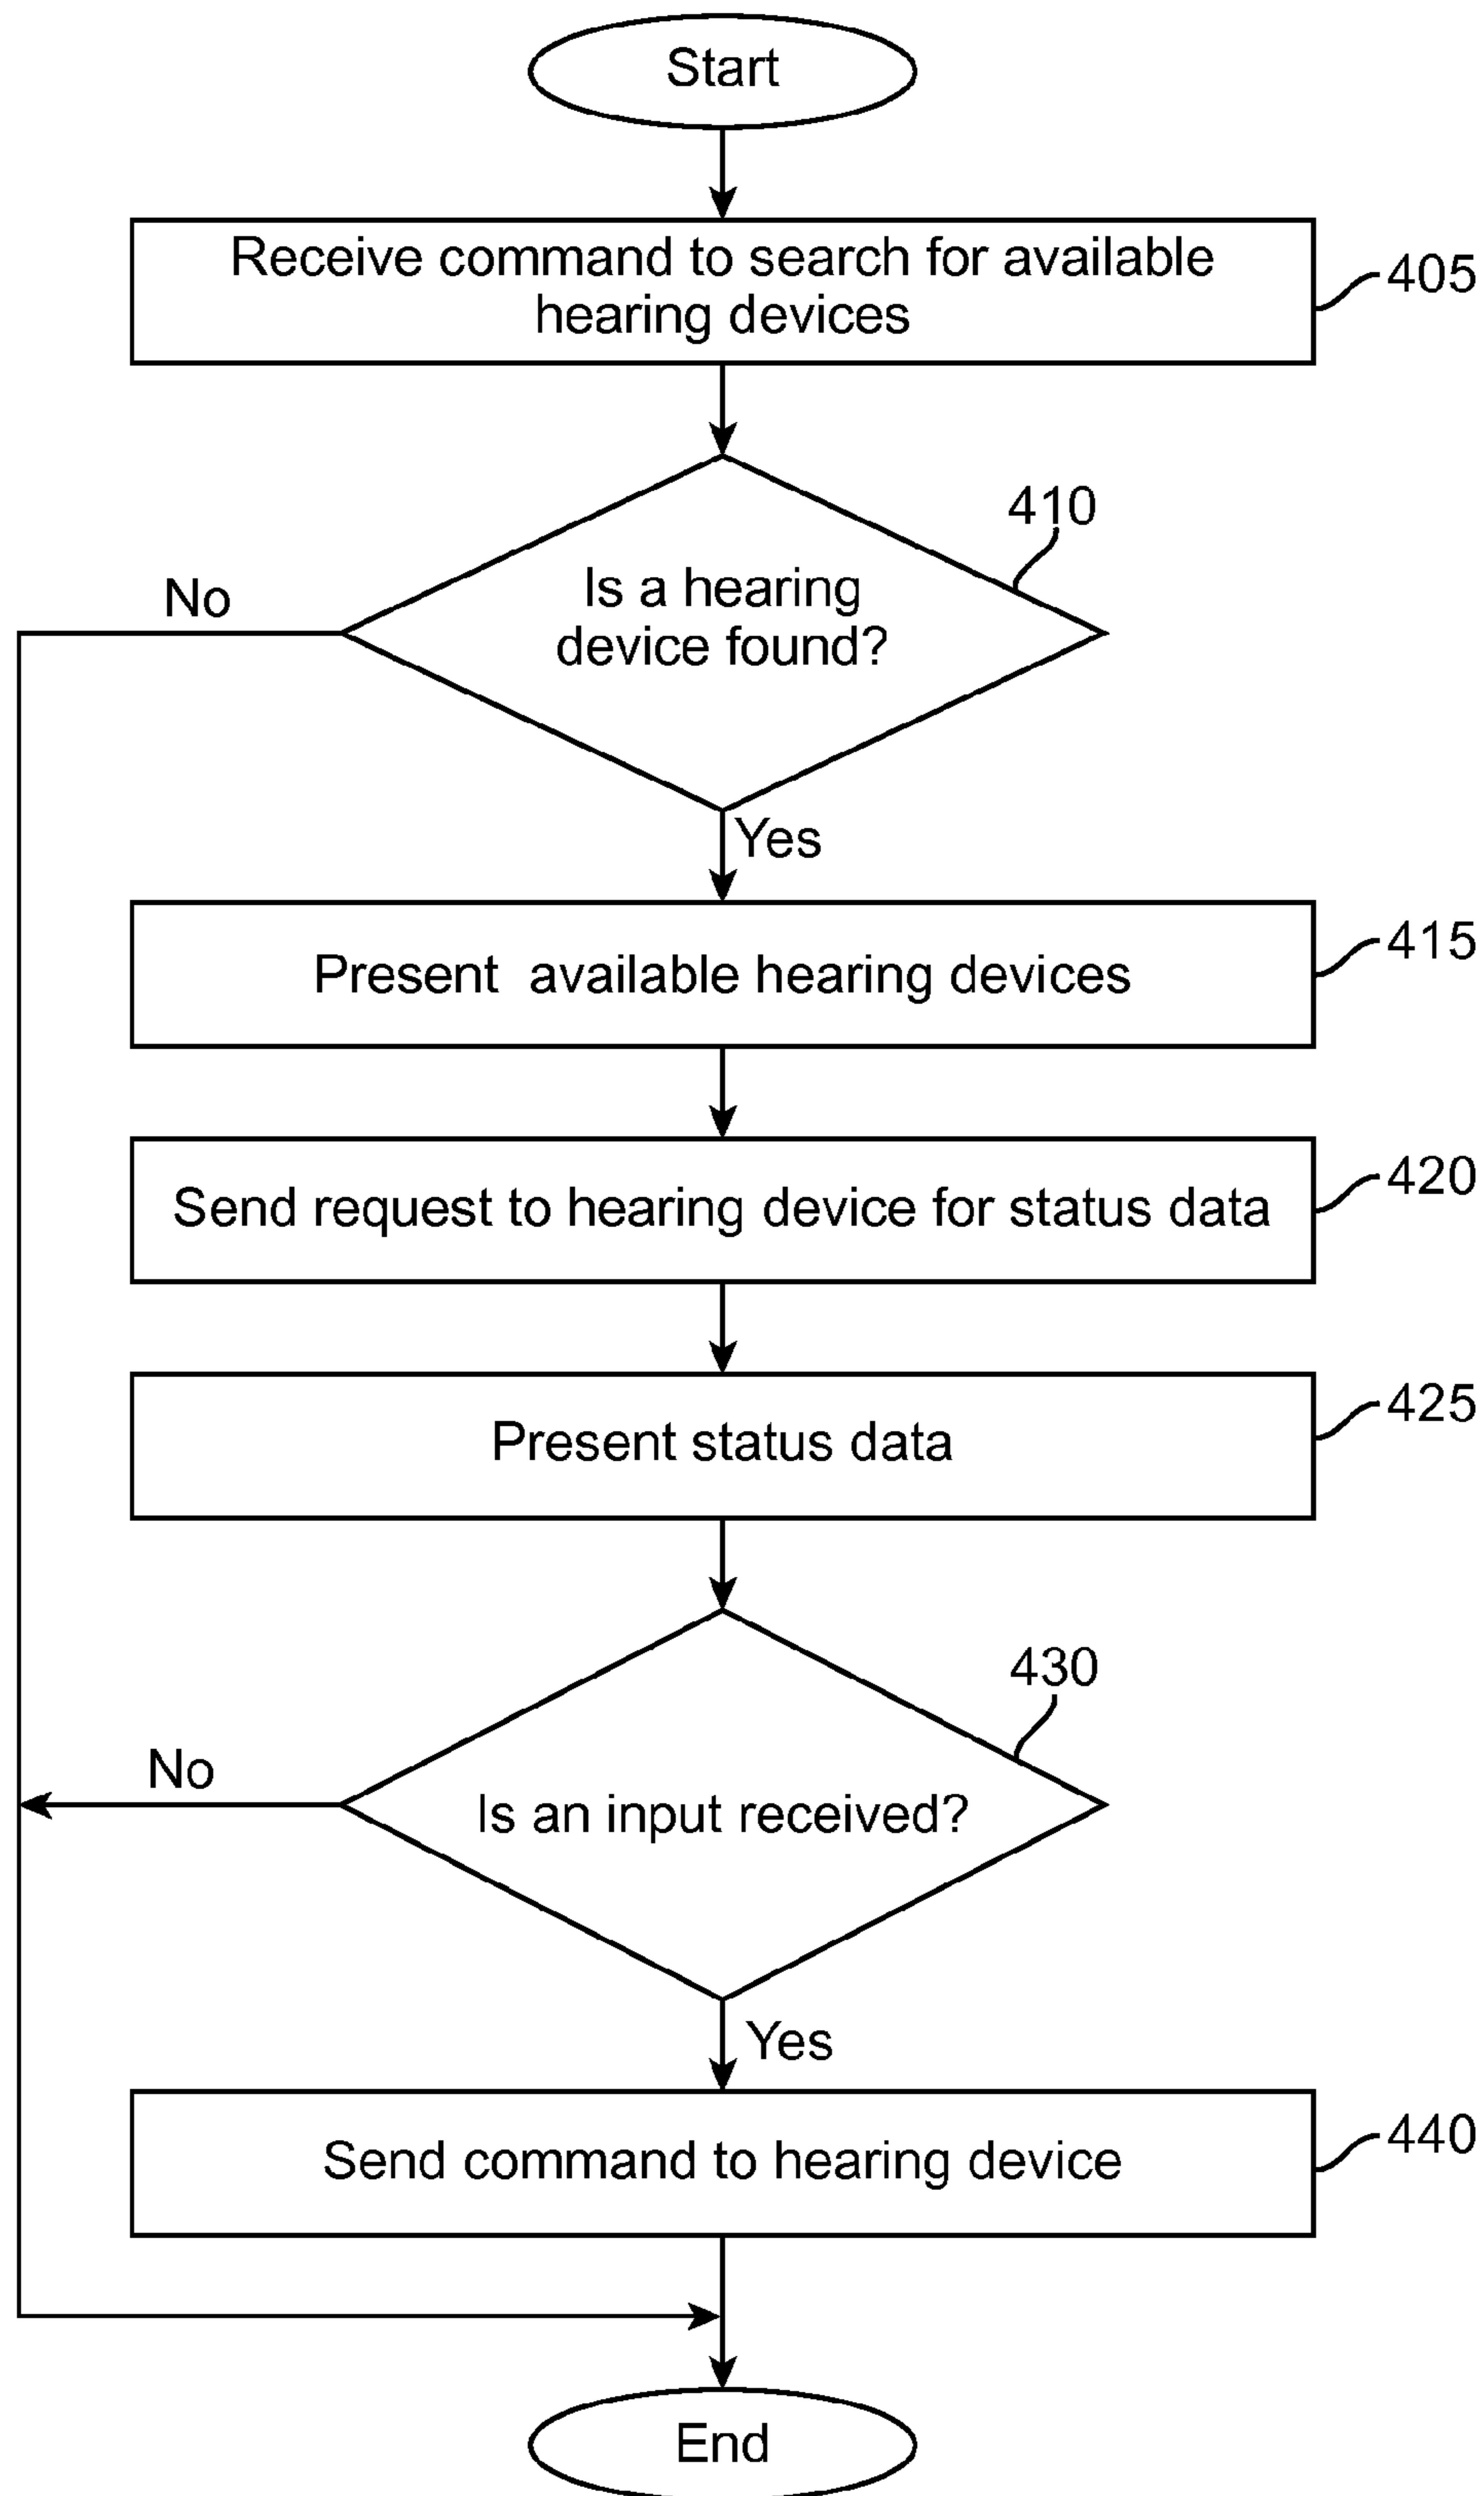 Start
Receive command to search for available
hearing devices
405
410
Is a hearing
device found?
No
Yes
Present available hearing devices
415
Send request to hearing device for status data
420
Present status data
425
430
Is an input received?
No
Yes
Send command to hearing device
440
End